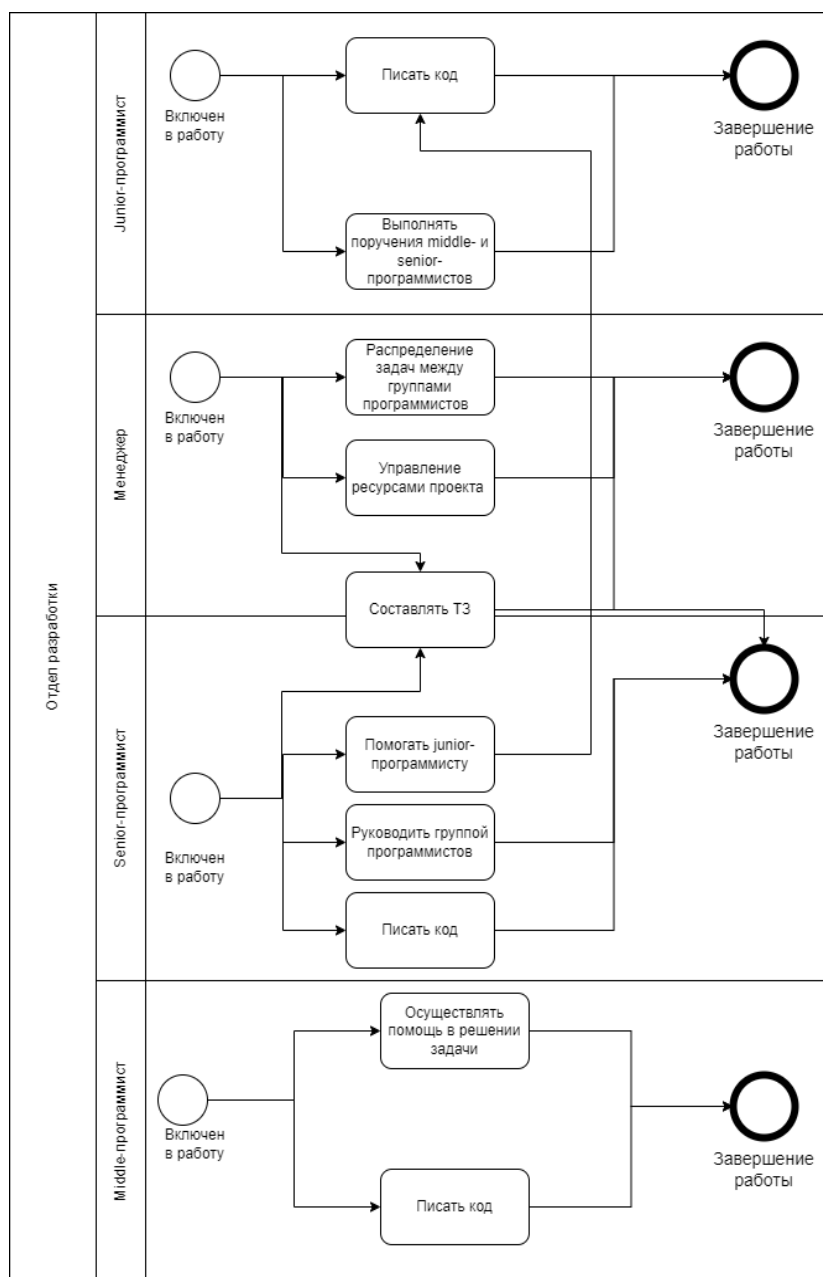 Отдел разработки
Junior-программист
Включен
в работу
Писать код
Завершение
работы
Выполнять
поручения middle- и
senior-
программистов
Менеджер
Включен
в работу
Распределение
задач между
группами
программистов
Завершение
работы
Управление
ресурсами проекта
Составлять ТЗ
Senior-программист
Включен
в работу
Завершение
работы
Помогать junior-
программисту
Руководить группой
программистов
Писать код
Middle-программист
Включен
в работу
Осуществлять
помощь в решении
задачи
Завершение
работы
Писать код